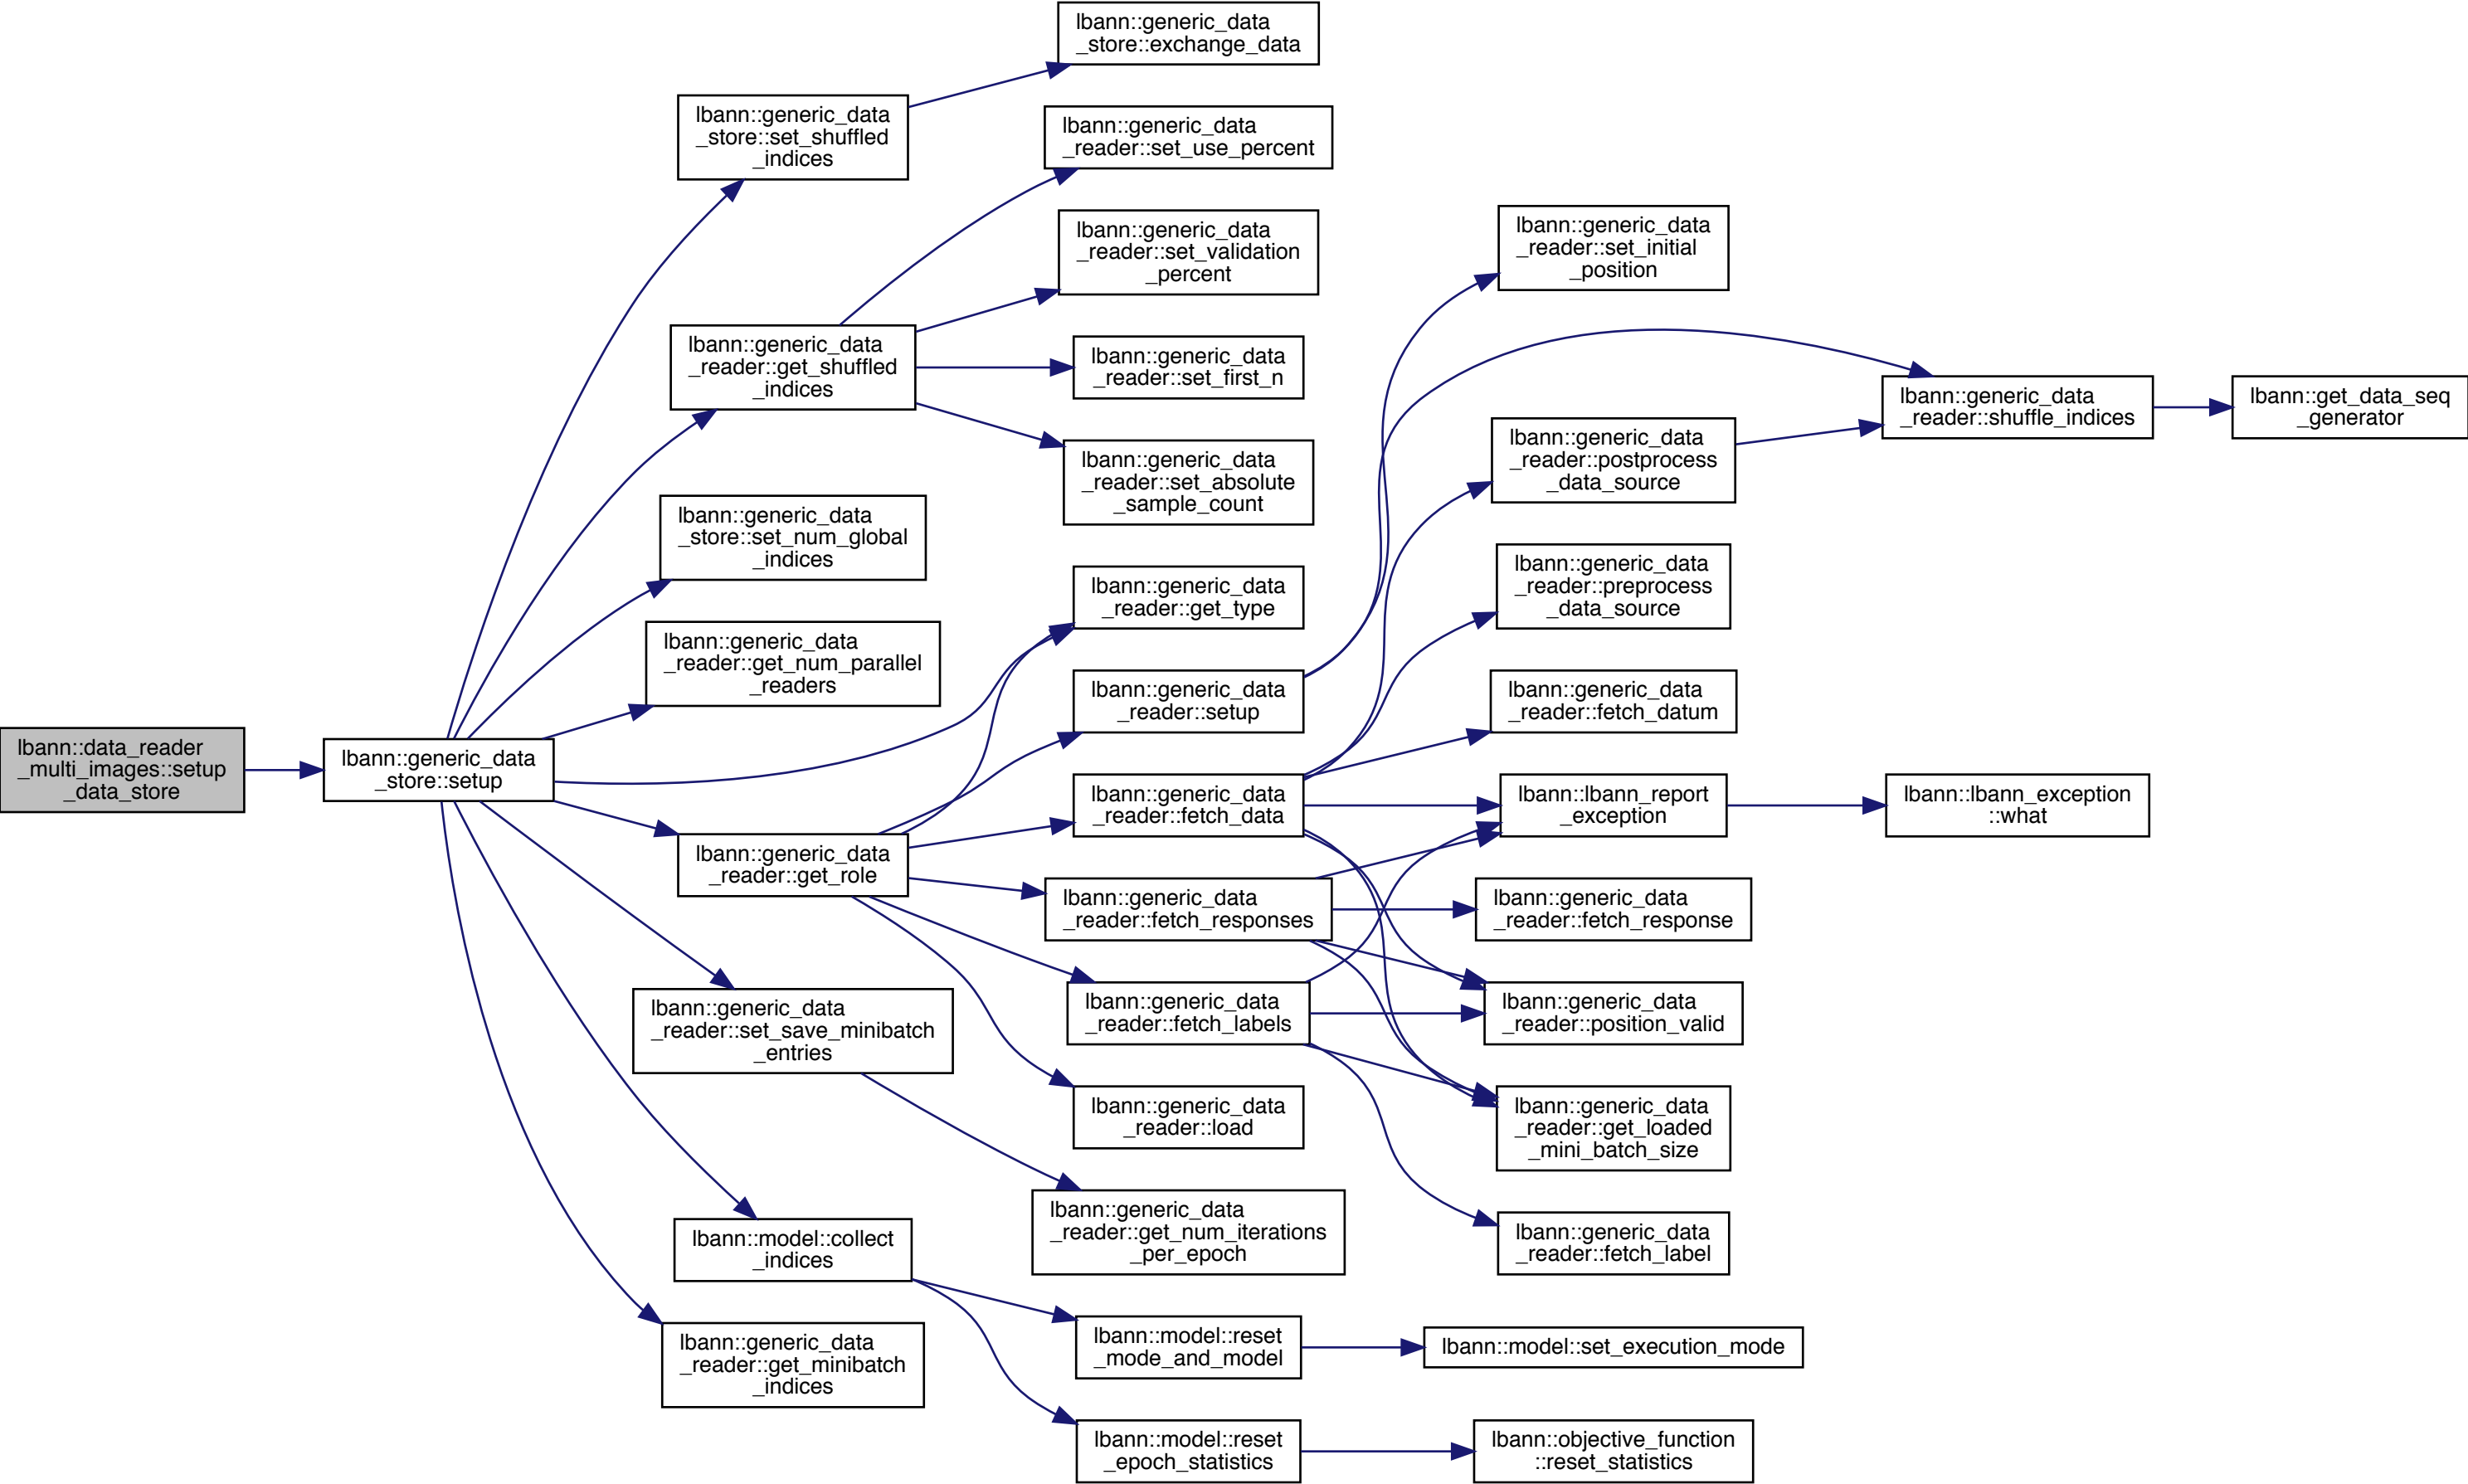 lbann::data_reader
_multi_images::setup
_data_store
lbann::generic_data
_store::setup
lbann::generic_data
_store::set_shuffled
_indices
lbann::generic_data
_reader::get_shuffled
_indices
lbann::generic_data
_store::set_num_global
_indices
lbann::generic_data
_reader::get_num_parallel
_readers
lbann::generic_data
_reader::get_role
lbann::generic_data
_reader::set_save_minibatch
_entries
lbann::model::collect
_indices
lbann::generic_data
_reader::get_minibatch
_indices
lbann::generic_data
_store::exchange_data
lbann::generic_data
_reader::set_use_percent
lbann::generic_data
_reader::set_validation
_percent
lbann::generic_data
_reader::set_first_n
lbann::generic_data
_reader::set_absolute
_sample_count
lbann::generic_data
_reader::get_type
lbann::generic_data
_reader::setup
lbann::generic_data
_reader::fetch_data
lbann::generic_data
_reader::fetch_responses
lbann::generic_data
_reader::fetch_labels
lbann::generic_data
_reader::load
lbann::generic_data
_reader::get_num_iterations
_per_epoch
lbann::model::reset
_mode_and_model
lbann::model::reset
_epoch_statistics
lbann::generic_data
_reader::set_initial
_position
lbann::generic_data
_reader::postprocess
_data_source
lbann::generic_data
_reader::preprocess
_data_source
lbann::generic_data
_reader::fetch_datum
lbann::lbann_report
_exception
lbann::generic_data
_reader::fetch_response
lbann::generic_data
_reader::position_valid
lbann::generic_data
_reader::get_loaded
_mini_batch_size
lbann::generic_data
_reader::fetch_label
lbann::model::set_execution_mode
lbann::objective_function
::reset_statistics
lbann::generic_data
_reader::shuffle_indices
lbann::lbann_exception
::what
lbann::get_data_seq
_generator